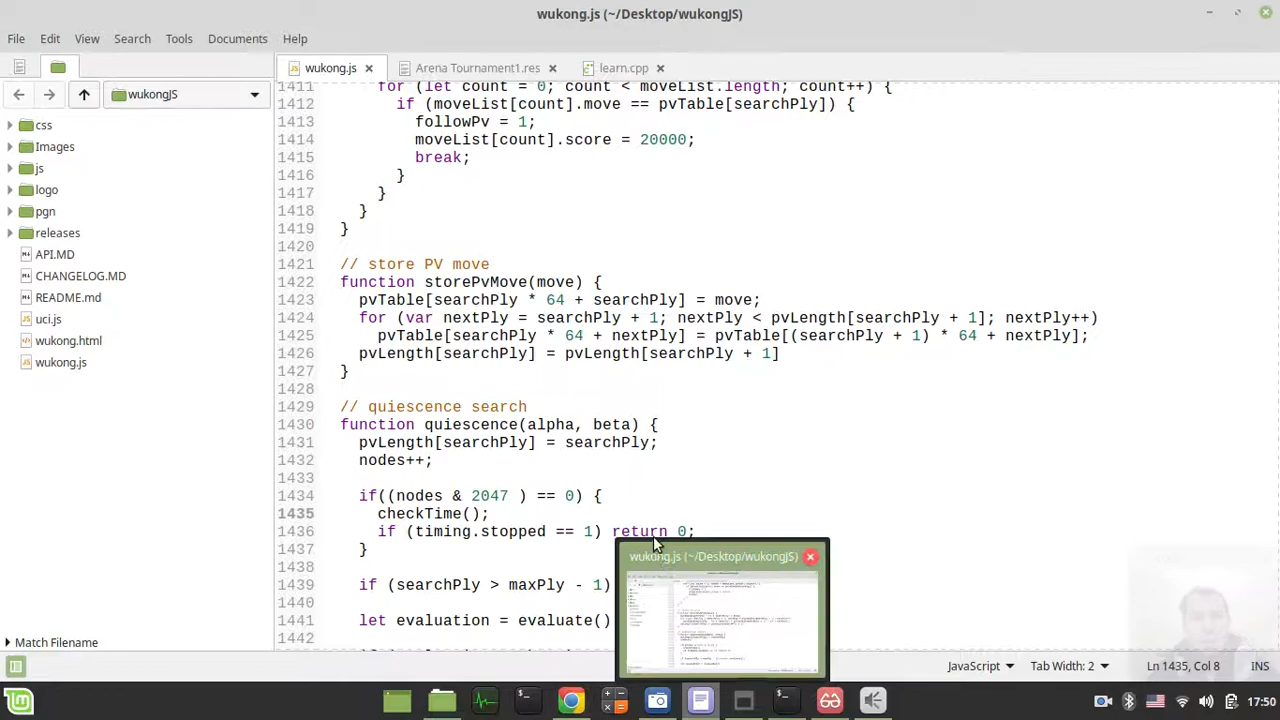 wukong.js (~/Desktop/wukongJS)
File Edit View Search Tools Documents Help
wukong.js Arena Tournament1.res learn.cpp
wukongJS
css
Images
js
logo
pgn
releases
API.MD
CHANGELOG.MD
README.md
uci.js
wukong.html
wukong.js
1411 for (let count = 0; count < moveList.length; count++) {
1412 if (moveList[count].move == pvTable[searchPly]) {
1413 followPv = 1;
1414 moveList[count].score = 20000;
1415 break;
1416 }
1417 }
1418 }
1419 }
1420
1421 // store PV move
1422 function storePvMove(move) {
1423 pvTable[searchPly * 64 + searchPly] = move;
1424 for (var nextPly = searchPly + 1; nextPly < pvLength[searchPly + 1]; nextPly++)
1425 pvTable[searchPly * 64 + nextPly] = pvTable[(searchPly + 1) * 64 + nextPly];
1426 pvLength[searchPly] = pvLength[searchPly + 1]
1427 }
1428
1429 // quiescence search
1430 function quiescence(alpha, beta) {
1431 pvLength[searchPly] = searchPly;
1432 nodes++;
1433
1434 if((nodes & 2047 ) == 0) {
1435 checkTime();
1436 if (timing.stopped == 1) return 0;
1437 }
1438
1439 if (searchPly > maxPly - 1)
1440
1441 let evaluation = evaluate()
1442
wukong.js (~/Desktop/wukongJS)
JavaScript Tab Width: 2 Ln 1435, Col 8 INS
17:50